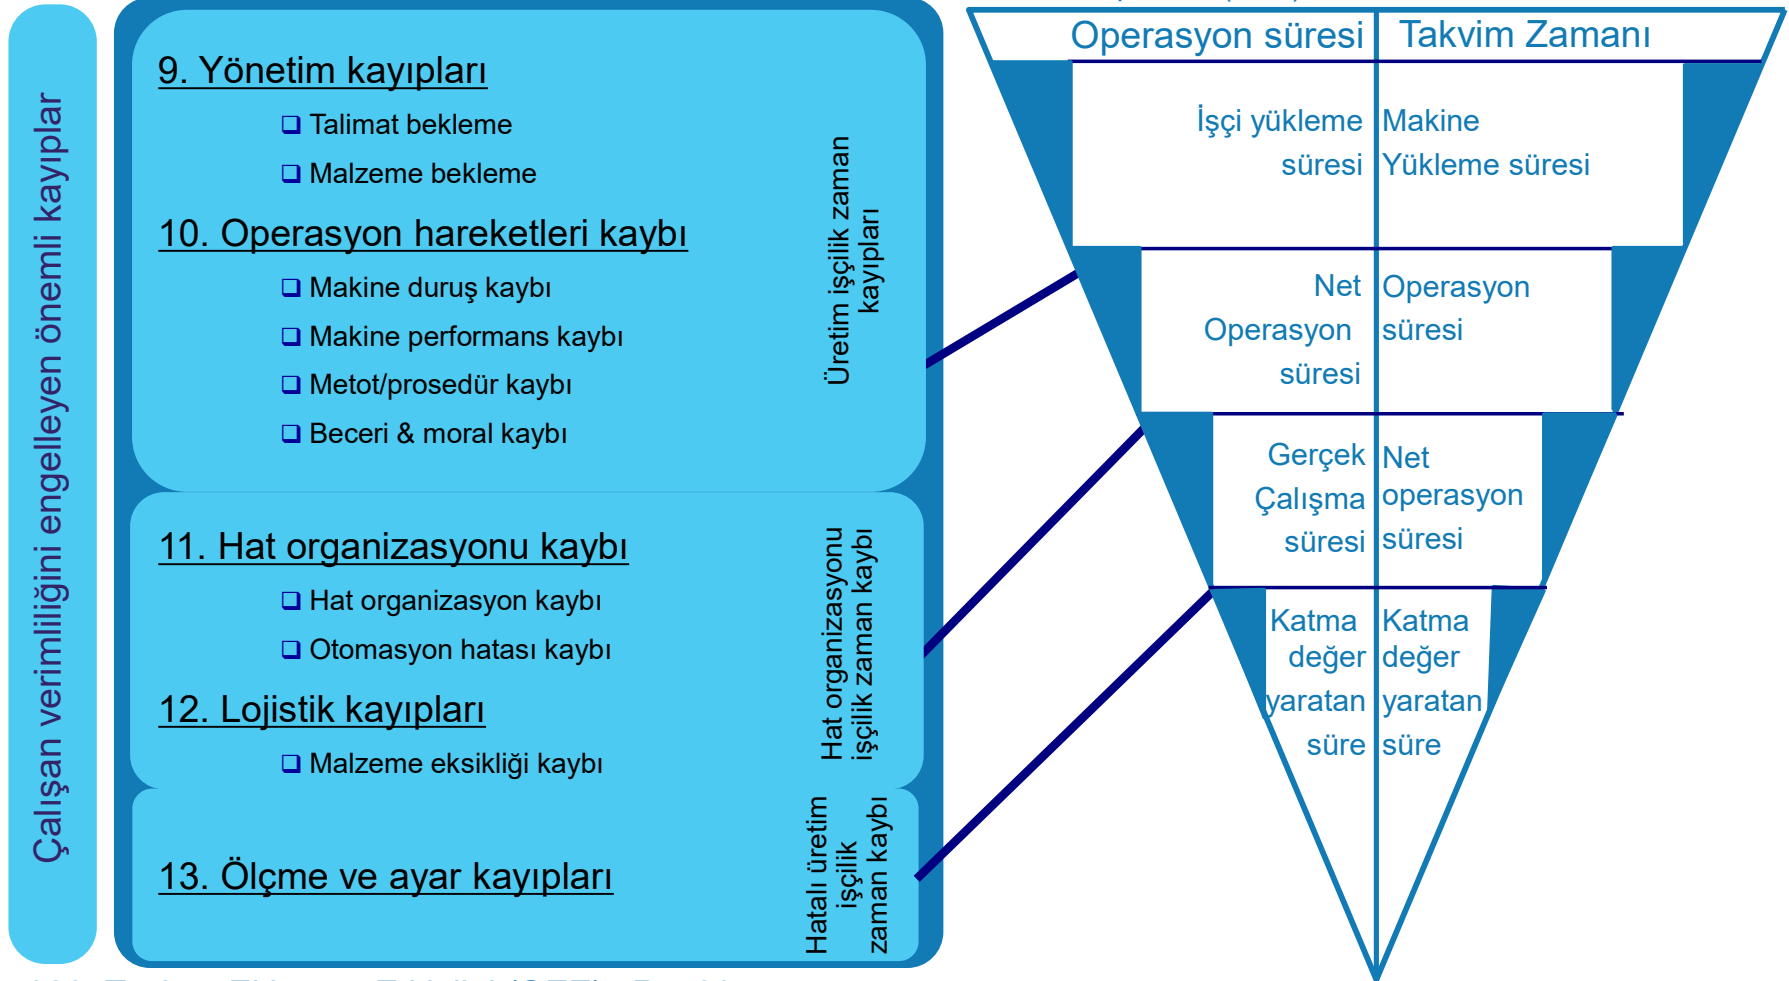 Çalışan verimliliğini engelleyen önemli kayıplar
9. Yönetim kayıpları
Talimat bekleme
Malzeme bekleme
10. Operasyon hareketleri kaybı
Makine duruş kaybı
Makine performans kaybı
Metot/prosedür kaybı
Beceri & moral kaybı
Üretim işçilik zaman
kayıpları
11. Hat organizasyonu kaybı
Hat organizasyon kaybı
Otomasyon hatası kaybı
12. Lojistik kayıpları
Malzeme eksikliği kaybı
Hat organizasyonu
işçilik zaman kaybı
13. Ölçme ve ayar kayıpları
Hatalı üretim
işçilik
zaman kaybı
Operasyon süresi
Takvim Zamanı
İşçi yükleme
süresi
Makine
Yükleme süresi
Net
Operasyon
süresi
Operasyon
süresi
Gerçek
Çalışma
süresi
Net
operasyon
süresi
Katma
değer
yaratan
süre
Katma
değer
yaratan
süre